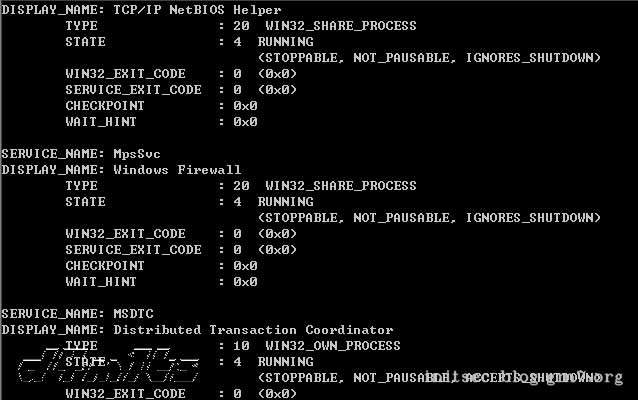 DISPLAY_NAME: TCP/IP NetBIOS Helper
        TYPE               : 20  WIN32_SHARE_PROCESS
        STATE              : 4  RUNNING
                                (STOPPABLE, NOT_PAUSABLE, IGNORES_SHUTDOWN)
        WIN32_EXIT_CODE    : 0  (0x0)
        SERVICE_EXIT_CODE  : 0  (0x0)
        CHECKPOINT         : 0x0
        WAIT_HINT          : 0x0
SERVICE_NAME: MpsSvc
DISPLAY_NAME: Windows Firewall
        TYPE               : 20  WIN32_SHARE_PROCESS
        STATE              : 4  RUNNING
                                (STOPPABLE, NOT_PAUSABLE, IGNORES_SHUTDOWN)
        WIN32_EXIT_CODE    : 0  (0x0)
        SERVICE_EXIT_CODE  : 0  (0x0)
        CHECKPOINT         : 0x0
        WAIT_HINT          : 0x0
SERVICE_NAME: MSDTC
DISPLAY_NAME: Distributed Transaction Coordinator
        TYPE               : 10  WIN32_OWN_PROCESS
        STATE              : 4  RUNNING
                                (STOPPABLE, NOT_PAUSABLE, ACCEPTS_SHUTDOWN)
        WIN32_EXIT_CODE    : 0  (0x0)